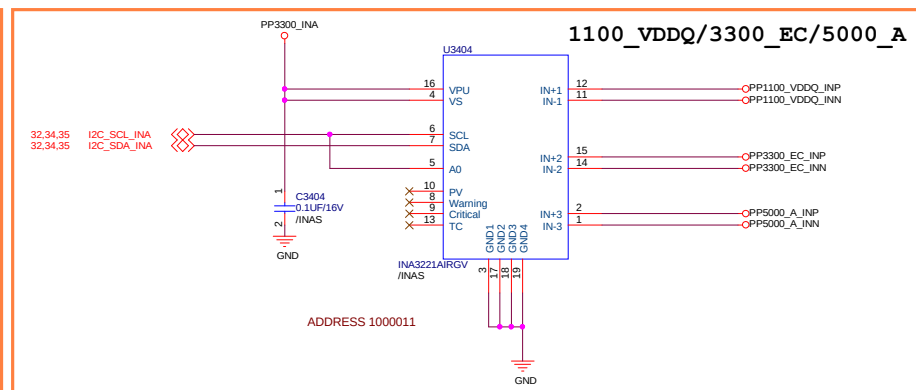 PP3300_INA
1100_VDDQ/3300_EC/5000_A
U3404
16 VPU
4 VS
IN+1 12 PP1100_VDDQ_INP
IN-1 11 PP1100_VDDQ_INN
32,34,35 I2C_SCL_INA 6 SCL
32,34,35 I2C_SDA_INA 7 SDA
IN+2 15 PP3300_EC_INP
IN-2 14 PP3300_EC_INN
5 A0
10 PV
8 Warning
9 Critical
13 TC
IN+3 2 PP5000_A_INP
IN-3 1 PP5000_A_INN
1
C3404
0.1UF/16V
/INAS
2
GND
GND1
GND2
GND3
GND4
3
17
18
19
INA3221AIRGV
/INAS
ADDRESS 1000011
GND